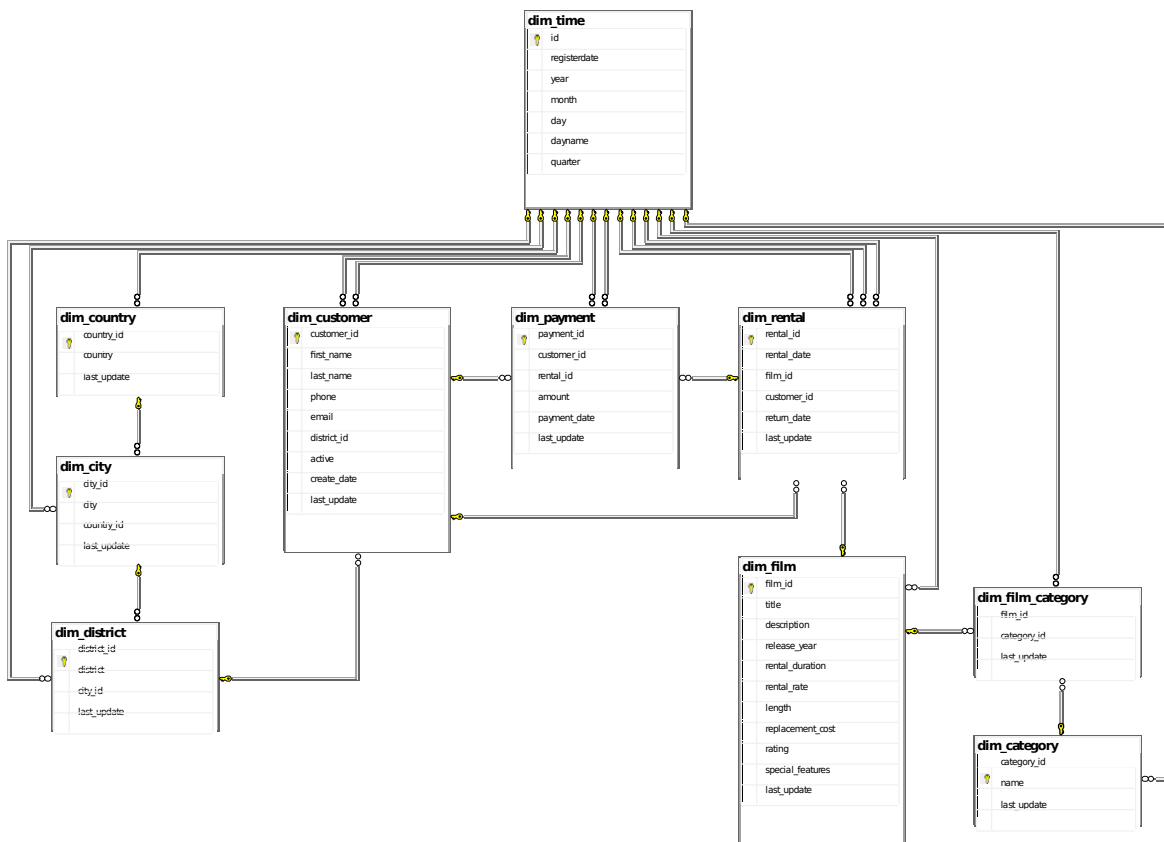 dim_time
id
registerdate
year
month
day
dayname
quarter
dim_country
country_id
country
last_update
dim_customer
customer_id
first_name
last_name
phone
email
district_id
active
create_date
last_update
dim_payment
payment_id
customer_id
rental_id
amount
payment_date
last_update
dim_rental
rental_id
rental_date
film_id
customer_id
return_date
last_update
dim_city
city_id
city
country_id
last_update
dim_district
district_id
district
city_id
last_update
dim_film
film_id
title
description
release_year
rental_duration
rental_rate
length
replacement_cost
rating
special_features
last_update
dim_film_category
film_id
category_id
last_update
dim_category
category_id
name
last_update